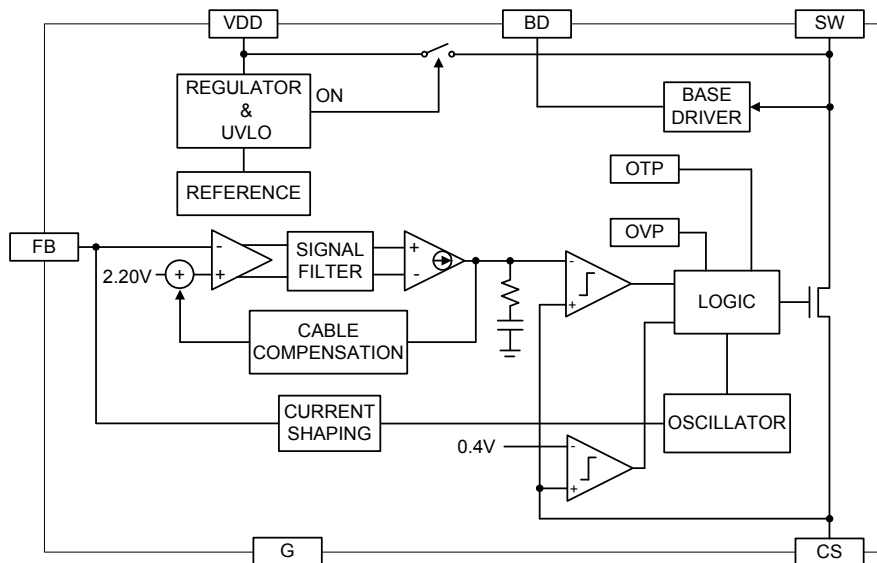 VDD
BD
SW
REGULATOR
&
UVLO
ON
BASE
DRIVER
REFERENCE
OTP
FB
OVP
-
+
2.20V
+
SIGNAL
FILTER
+
-
-
+
LOGIC
CABLE
COMPENSATION
CURRENT
SHAPING
OSCILLATOR
0.4V
-
+
G
CS